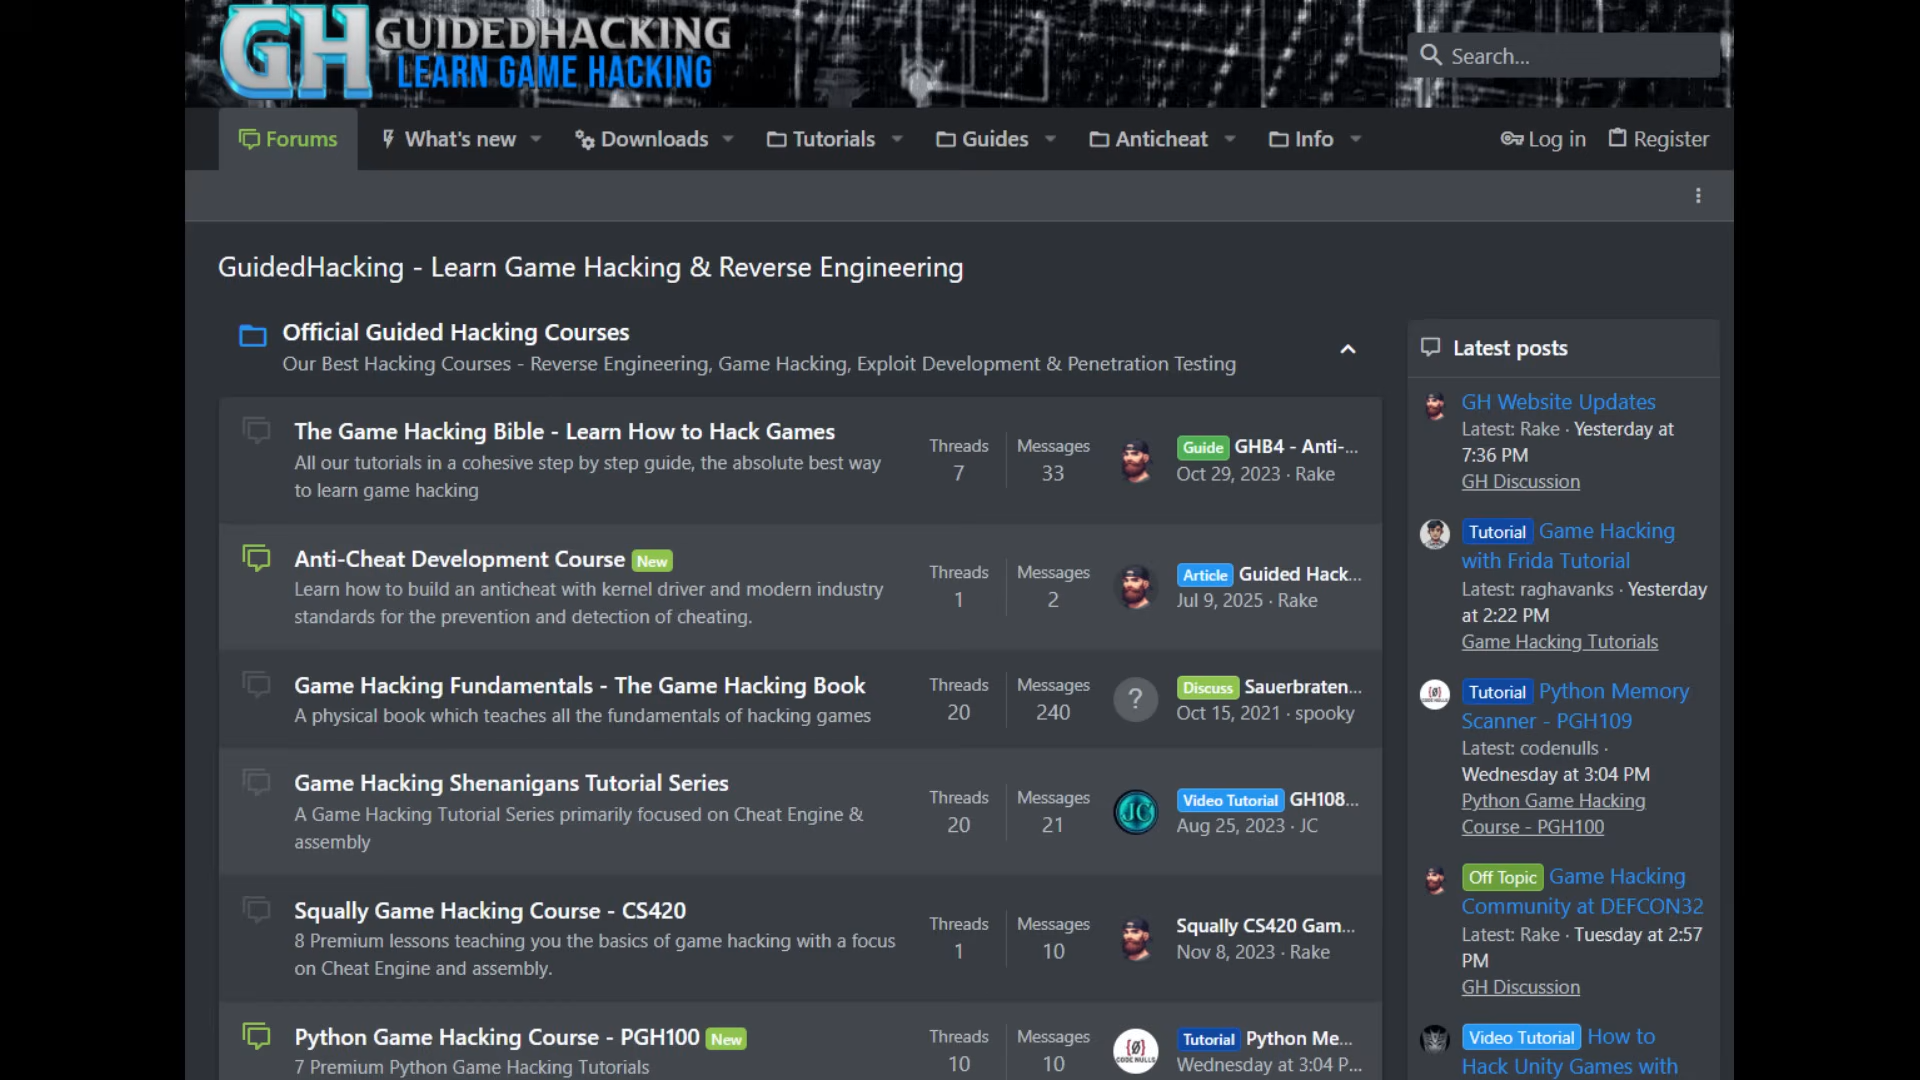 GH GUIDEDHACKING
LEARN GAME HACKING
Search...
Forums
What's new
Downloads
Tutorials
Guides
Anticheat
Info
Log in
Register
GuidedHacking - Learn Game Hacking & Reverse Engineering
Official Guided Hacking Courses
Our Best Hacking Courses - Reverse Engineering, Game Hacking, Exploit Development & Penetration Testing
The Game Hacking Bible - Learn How to Hack Games
All our tutorials in a cohesive step by step guide, the absolute best way
to learn game hacking
Threads
7
Messages
33
Guide GHB4 - Anti-...
Oct 29, 2023 · Rake
Anti-Cheat Development Course New
Learn how to build an anticheat with kernel driver and modern industry
standards for the prevention and detection of cheating.
Threads
1
Messages
2
Article Guided Hack...
Jul 9, 2025 · Rake
Game Hacking Fundamentals - The Game Hacking Book
A physical book which teaches all the fundamentals of hacking games
Threads
20
Messages
240
?
Discuss Sauerbraten...
Oct 15, 2021 · spooky
Game Hacking Shenanigans Tutorial Series
A Game Hacking Tutorial Series primarily focused on Cheat Engine &
assembly
Threads
20
Messages
21
JC
Video Tutorial GH108...
Aug 25, 2023 · JC
Squally Game Hacking Course - CS420
8 Premium lessons teaching you the basics of game hacking with a focus
on Cheat Engine and assembly.
Threads
1
Messages
10
Squally CS420 Gam...
Nov 8, 2023 · Rake
Python Game Hacking Course - PGH100 New
7 Premium Python Game Hacking Tutorials
Threads
10
Messages
10
{0}
CODE NULLS
Tutorial Python Me...
Wednesday at 3:04 P...
Latest posts
GH Website Updates
Latest: Rake · Yesterday at
7:36 PM
GH Discussion
Tutorial Game Hacking
with Frida Tutorial
Latest: raghavanks · Yesterday
at 2:22 PM
Game Hacking Tutorials
Tutorial Python Memory
Scanner - PGH109
Latest: codenulls ·
Wednesday at 3:04 PM
Python Game Hacking
Course - PGH100
Off Topic Game Hacking
Community at DEFCON32
Latest: Rake · Tuesday at 2:57
PM
GH Discussion
Video Tutorial How to
Hack Unity Games with